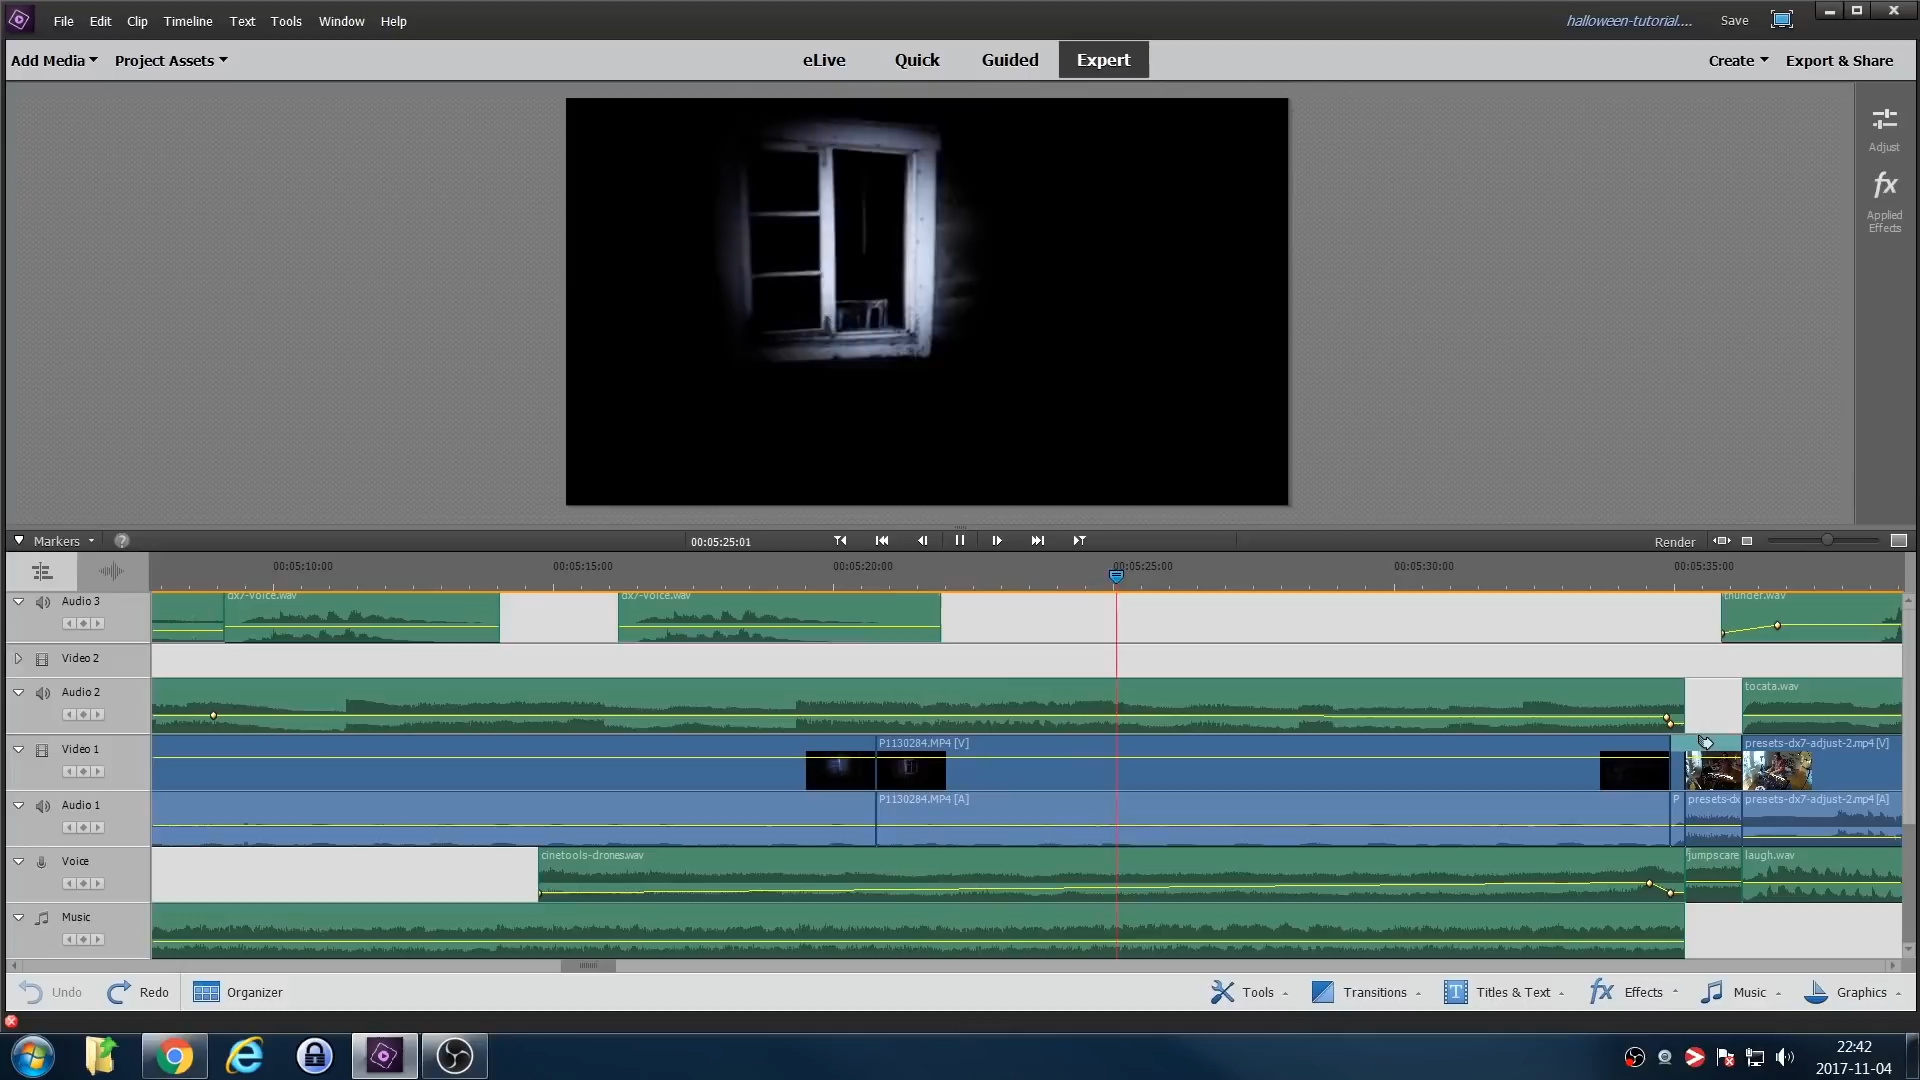 File Edit Clip Timeline Text Tools Window Help
halloween-tutorial.... Save
Add Media Project Assets
eLive Quick Guided Expert
Create Export & Share
Adjust
fx
Applied
Effects
Markers ? 00:05:25:01 Render
00:05:10:00 00:05:15:00 00:05:20:00 00:05:25:00 00:05:30:00 00:05:35:00
Audio 3 dx7-voice.wav dx7-voice.wav thunder.wav
Video 2
Audio 2 tocata.wav
Video 1 P1130284.MP4 [V] presets-dx7-adjust-2.mp4 [V]
Audio 1 P1130284.MP4 [A] P presets-dx presets-dx7-adjust-2.mp4 [A]
Voice cinetools-drones.wav jumpscare laugh.wav
Music
Undo Redo Organizer Tools Transitions T Titles & Text fx Effects Music Graphics
22:42
2017-11-04